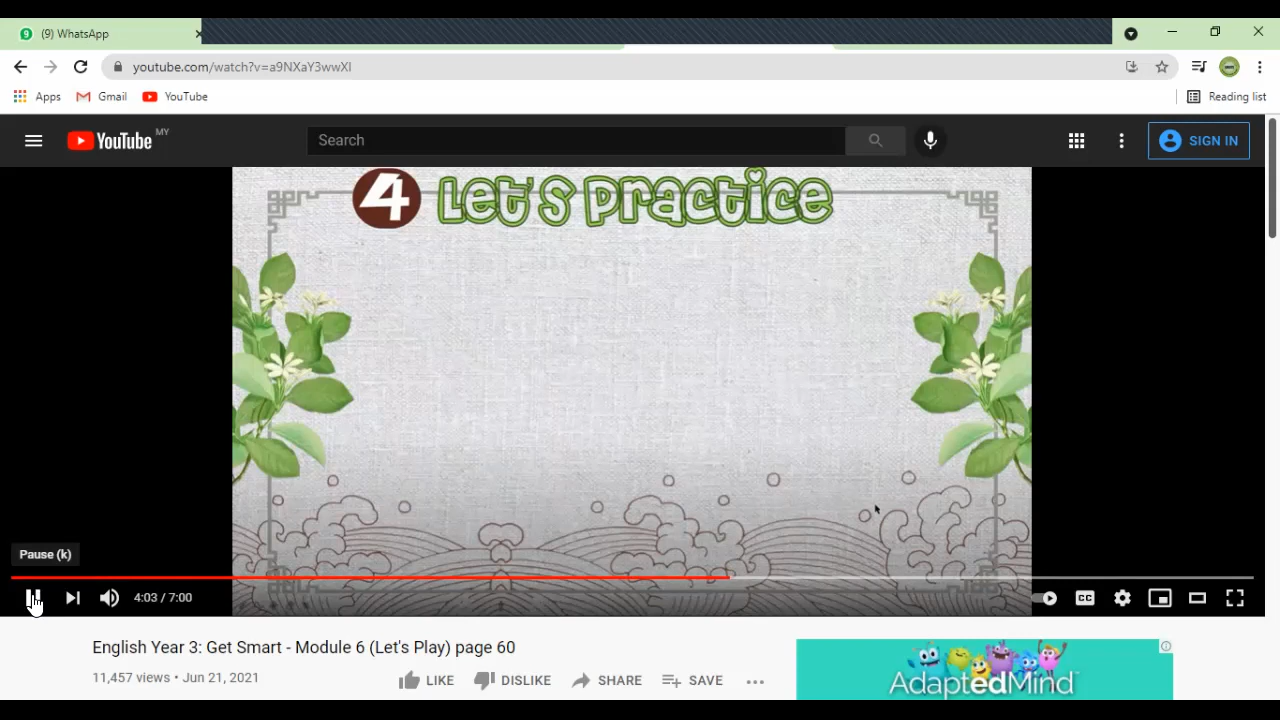 9 (9) WhatsApp
youtube.com/watch?v=a9NXaY3wwXI
Apps Gmail YouTube Reading list
YouTube MY Search SIGN IN
4 Let's Practice
Pause (k)
4:03 / 7:00 CC
English Year 3: Get Smart - Module 6 (Let's Play) page 60
11,457 views • Jun 21, 2021 LIKE DISLIKE SHARE SAVE
AdaptedMind